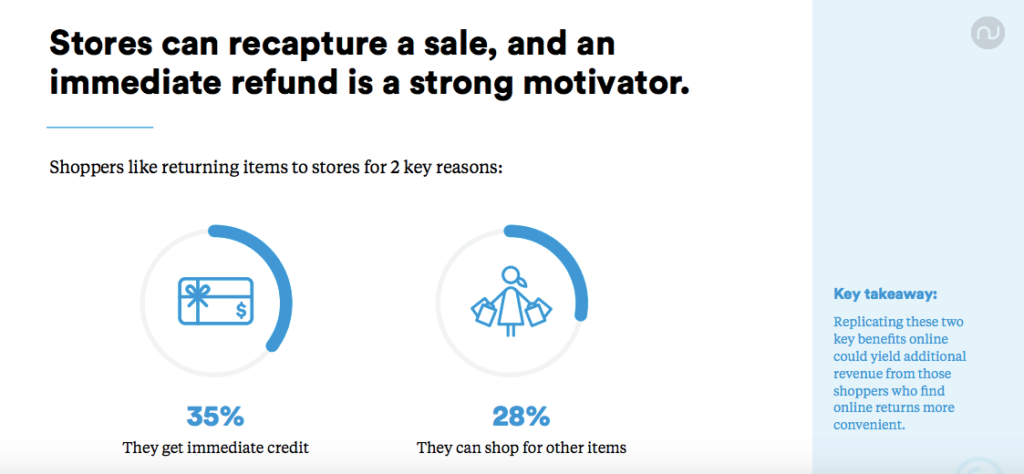 Stores can recapture a sale, and an
immediate refund is a strong motivator.
Shoppers like returning items to stores for 2 key reasons:
$
35%
They get immediate credit
28%
They can shop for other items
Key takeaway:
Replicating these two
key benefits online
could yield additional
revenue from those
shoppers who find
online returns more
convenient.